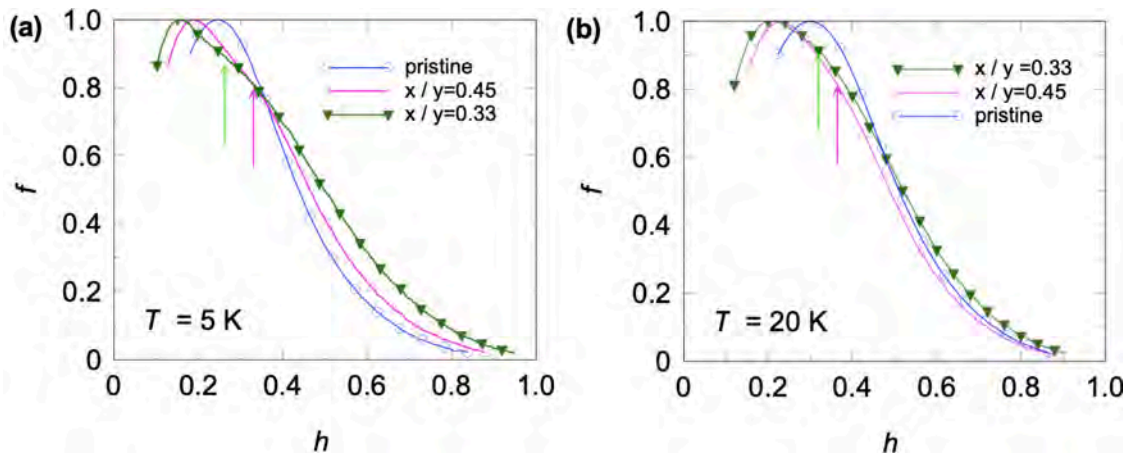 (a)
1.0
0.8
0.6
0.4
0.2
0
f
pristine
x / y=0.45
x / y=0.33
T = 5 K
0 0.2 0.4 0.6 0.8 1.0
h
(b)
1.0
0.8
0.6
0.4
0.2
0
f
x / y=0.33
x / y=0.45
pristine
T = 20 K
0 0.2 0.4 0.6 0.8 1.0
h